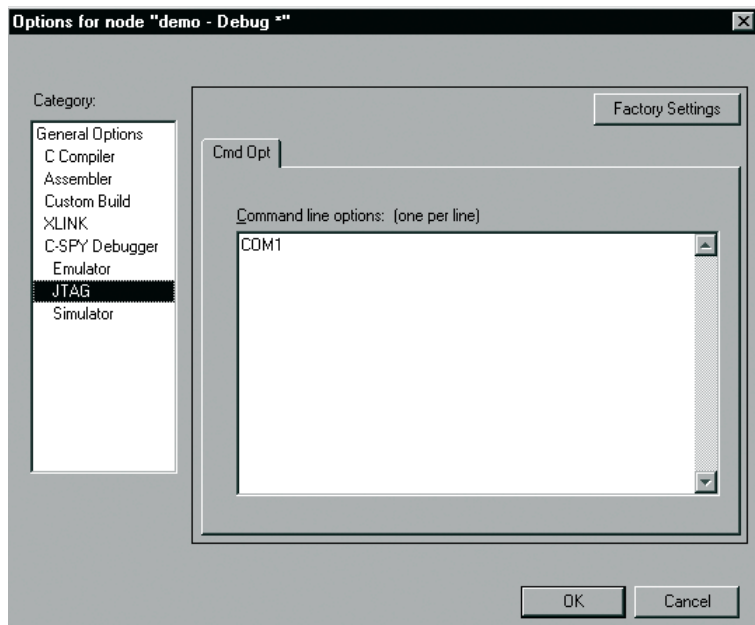 Options for node "demo - Debug *"
Category:
General Options
C Compiler
Assembler
Custom Build
XLINK
C-SPY Debugger
Emulator
JTAG
Simulator
Factory Settings
Cmd Opt
Command line options: (one per line)
COM1
OK
Cancel